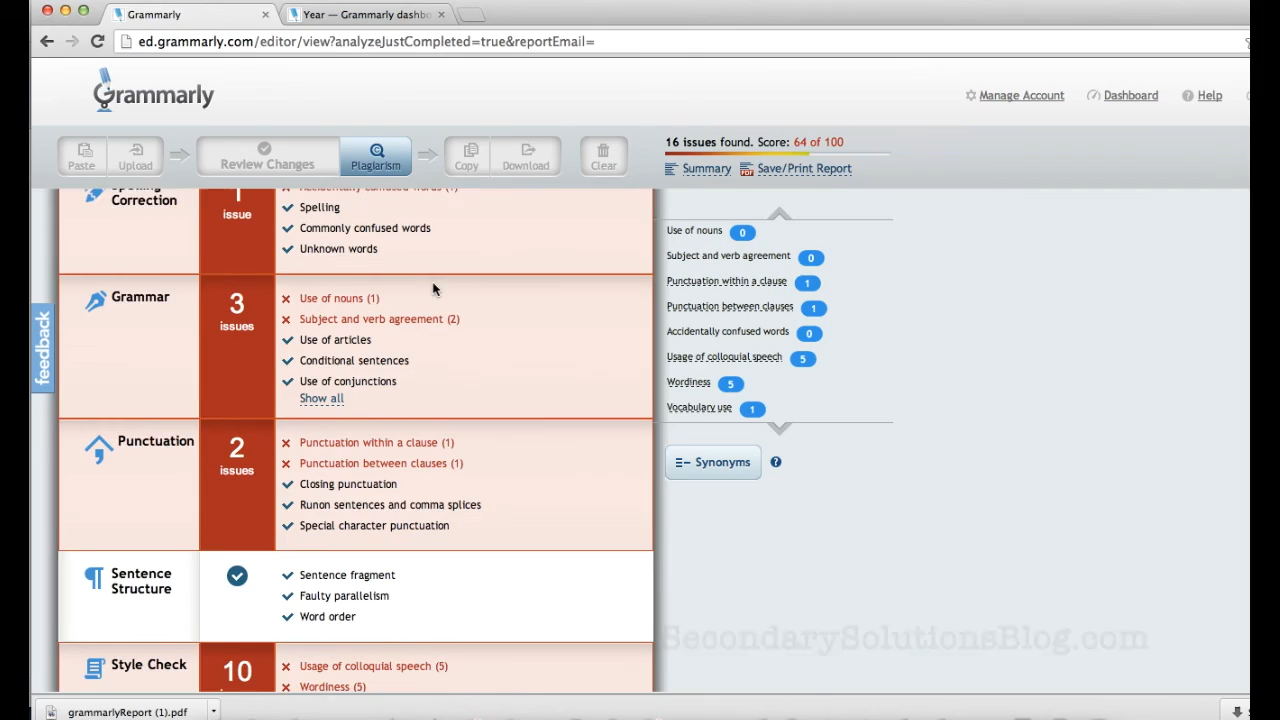 Grammarly
Year — Grammarly dashbo
ed.grammarly.com/editor/view?analyzeJustCompleted=true&reportEmail=
Grammarly
Manage Account
Dashboard
Help
Paste
Upload
Review Changes
Plagiarism
Copy
Download
Clear
16 issues found. Score: 64 of 100
Summary
Save/Print Report
Spelling
Correction
1
issue
Accidentally confused words (1)
Spelling
Commonly confused words
Unknown words
Grammar
3
issues
Use of nouns (1)
Subject and verb agreement (2)
Use of articles
Conditional sentences
Use of conjunctions
Show all
Punctuation
2
issues
Punctuation within a clause (1)
Punctuation between clauses (1)
Closing punctuation
Runon sentences and comma splices
Special character punctuation
Sentence
Structure
Sentence fragment
Faulty parallelism
Word order
Style Check
10
Usage of colloquial speech (5)
Wordiness (5)
Use of nouns 0
Subject and verb agreement 0
Punctuation within a clause 1
Punctuation between clauses 1
Accidentally confused words 0
Usage of colloquial speech 5
Wordiness 5
Vocabulary use 1
Synonyms
feedback
SecondarySolutionsBlog.com
grammarlyReport (1).pdf